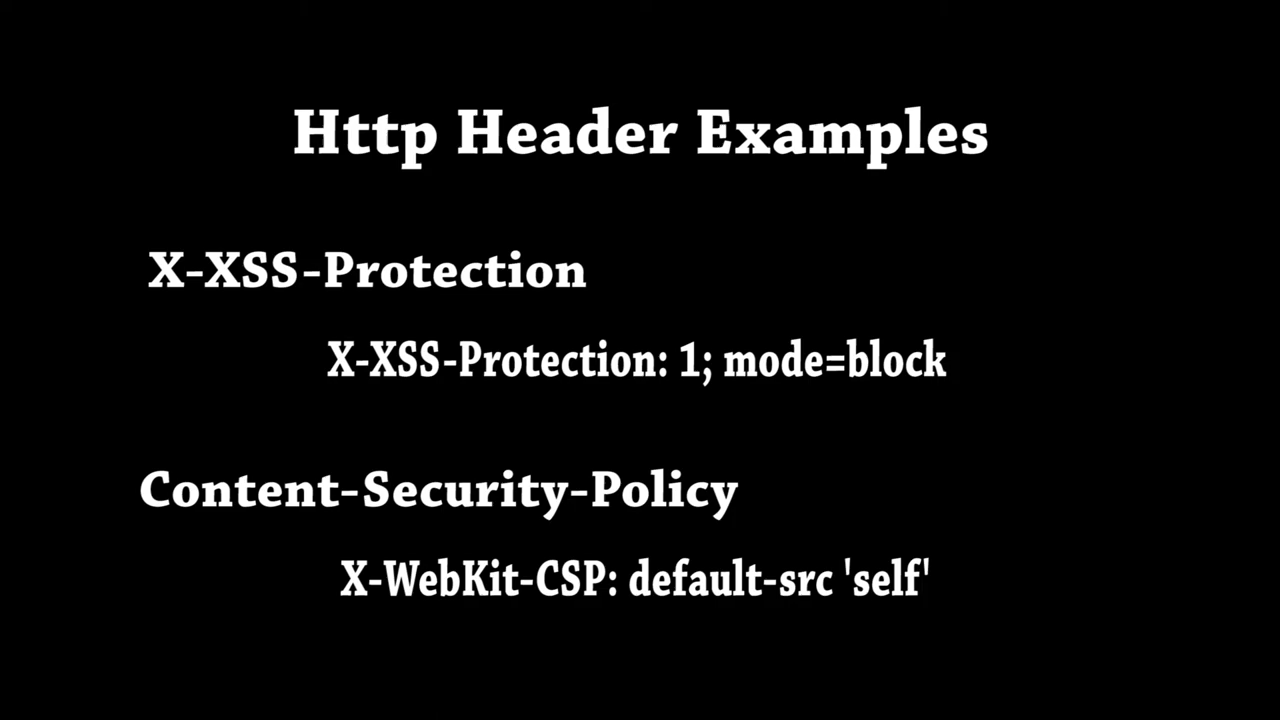 Http Header Examples
X-XSS-Protection
X-XSS-Protection: 1; mode=block
Content-Security-Policy
X-WebKit-CSP: default-src 'self'